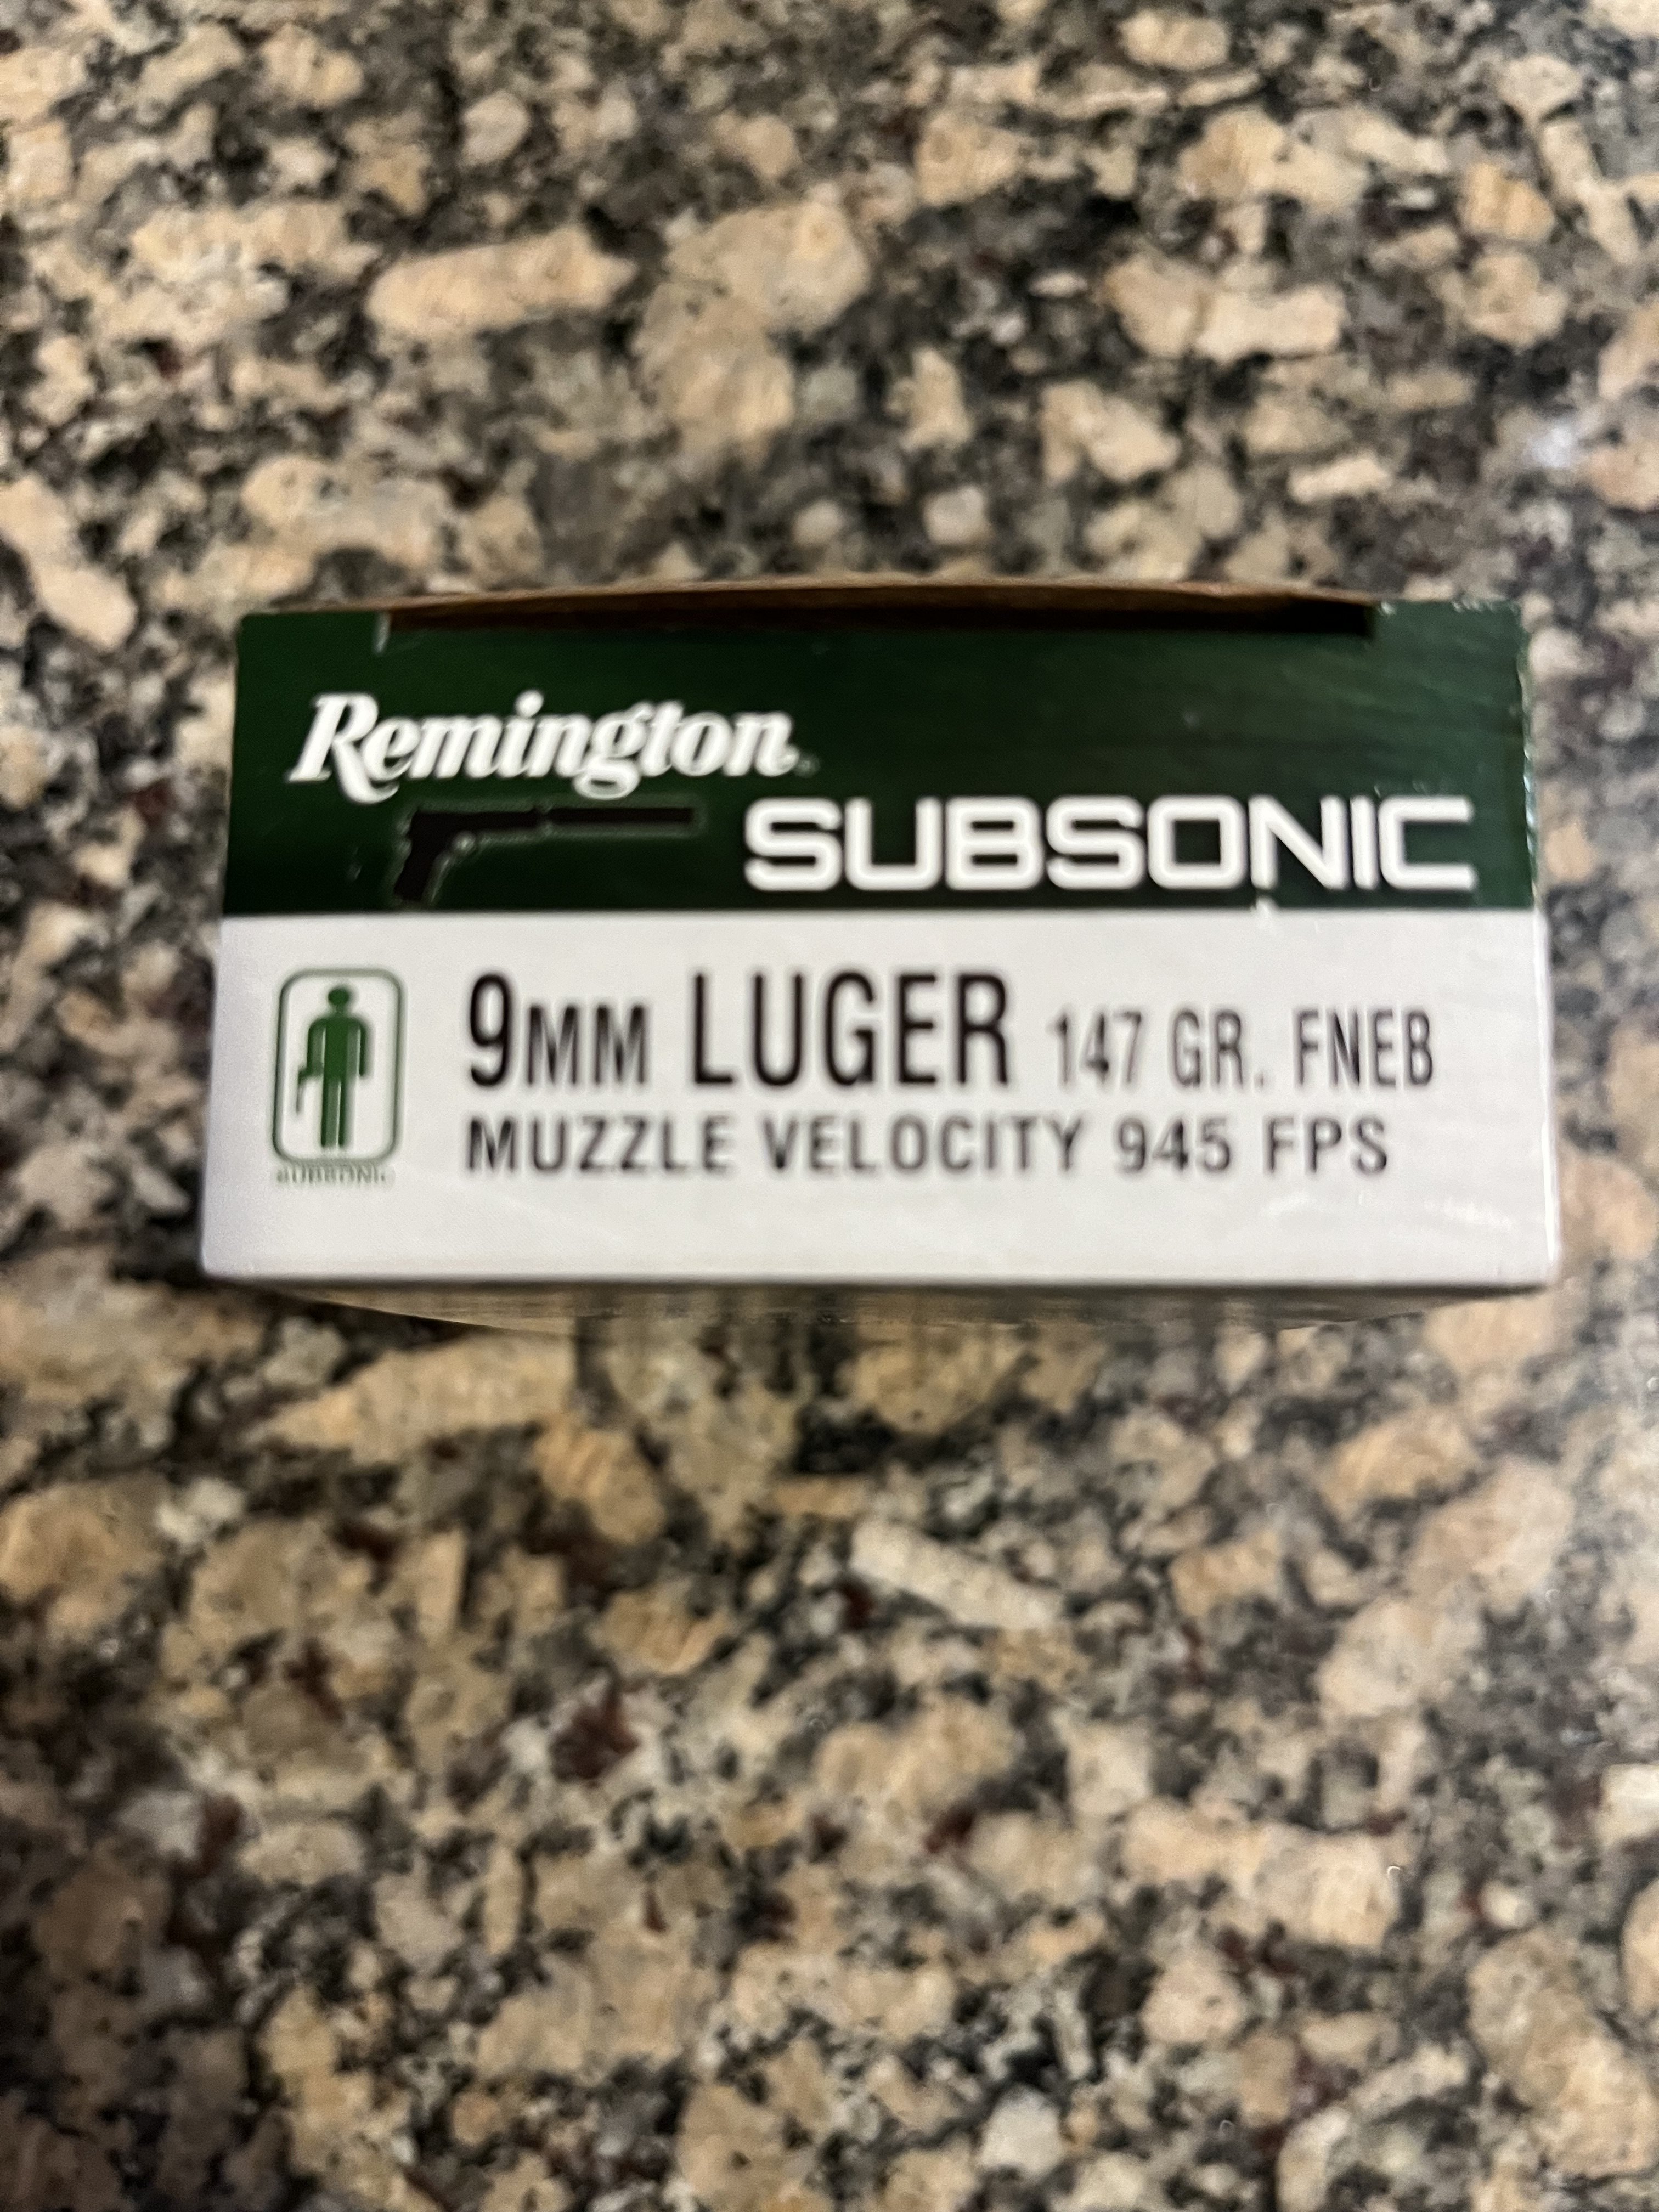 Remington
SUBSONIC
9MM LUGER 147 GR. FNEB
MUZZLE VELOCITY 945 FPS
SUBSONIC